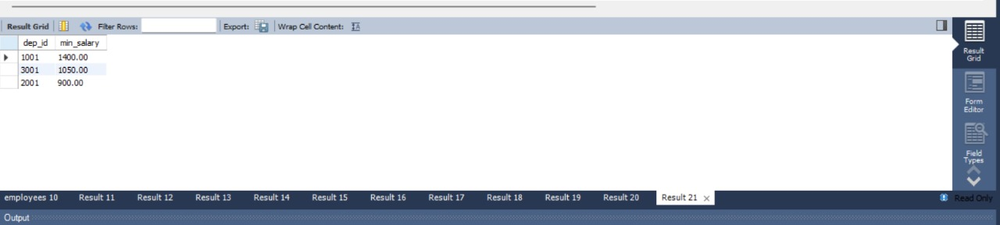 Result Grid Filter Rows: Export: Wrap Cell Content: IA
dep_id min_salary
1001 1400.00
3001 1050.00
2001 900.00
Result
Grid
Form
Editor
Field
Types
employees 10 Result 11 Result 12 Result 13 Result 14 Result 15 Result 16 Result 17 Result 18 Result 19 Result 20 Result 21 × Read Only
Output